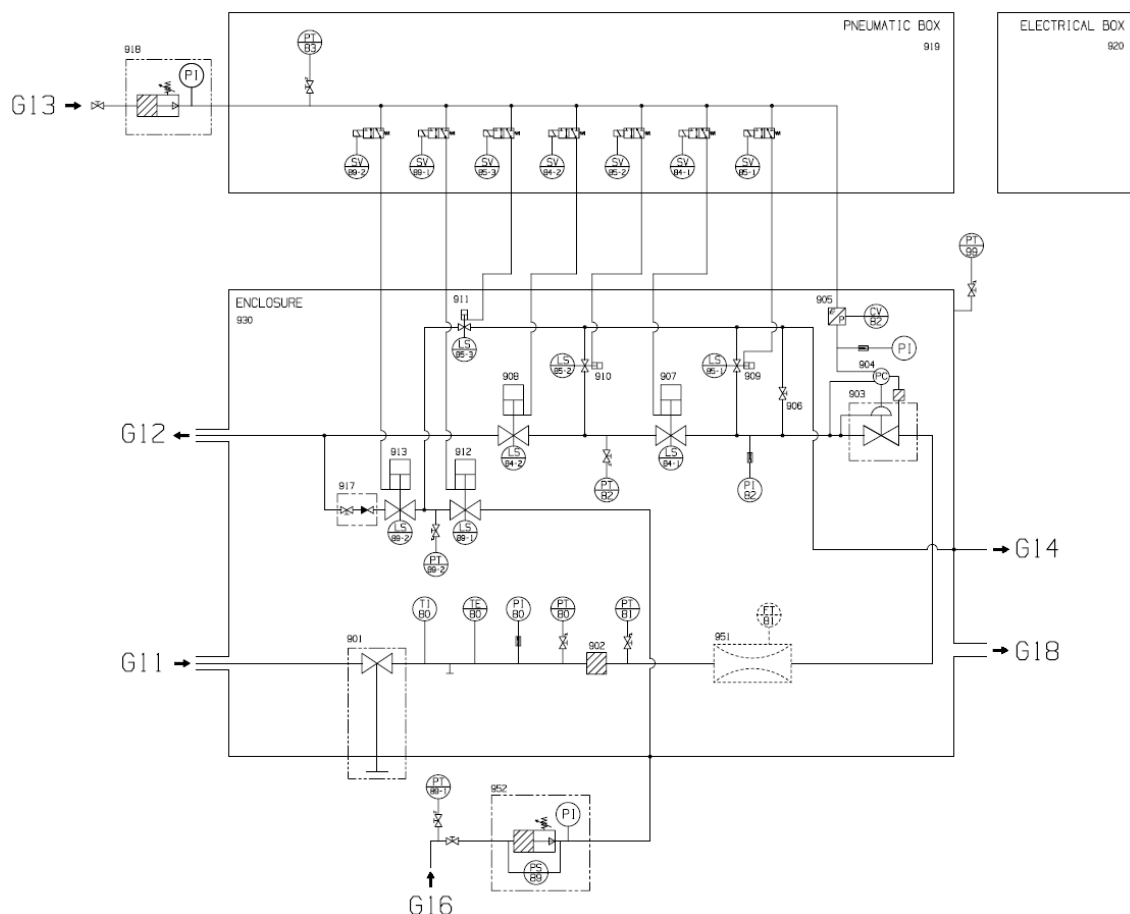 PNEUMATIC BOX
919
ELECTRICAL BOX
920
918
PI
G13
PT
83
SV
89-2
SV
89-1
SV
85-3
SV
84-2
SV
85-2
SV
84-1
SV
85-1
PT
99
ENCLOSURE
930
911
LS
85-3
905
E
P
CV
82
PI
904
PC
903
908
LS
85-2
910
907
LS
85-1
909
906
G12
LS
84-2
LS
84-1
PT
82
PI
82
913
912
917
LS
89-2
LS
89-1
PT
89-2
G14
901
TI
80
TE
80
PI
80
PT
80
902
PT
81
951
FT
81
G11
G18
PT
89-1
952
PI
PS
89
G16